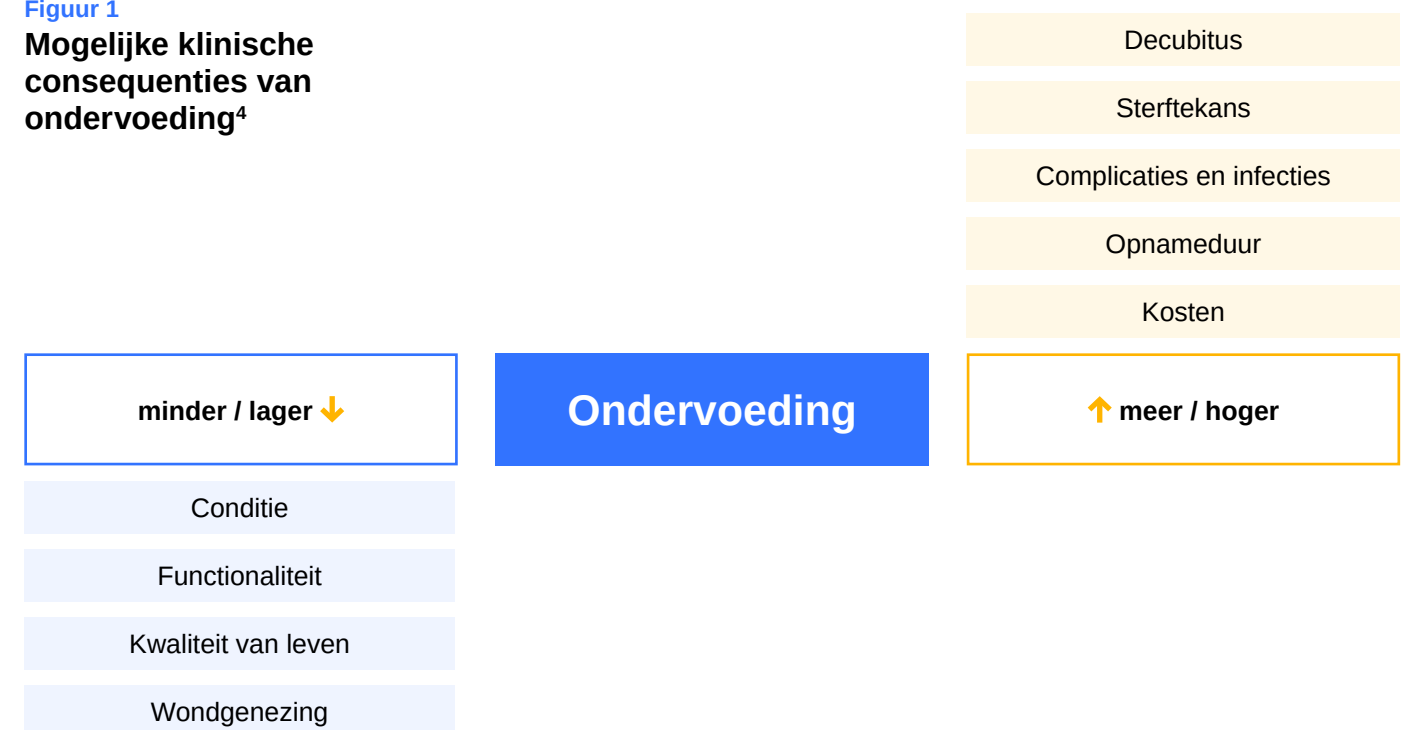 Figuur 1
Mogelijke klinische
consequenties van
ondervoeding⁴
Decubitus
Sterftekans
Complicaties en infecties
Opnameduur
Kosten
minder / lager ↓
Ondervoeding
↑ meer / hoger
Conditie
Functionaliteit
Kwaliteit van leven
Wondgenezing